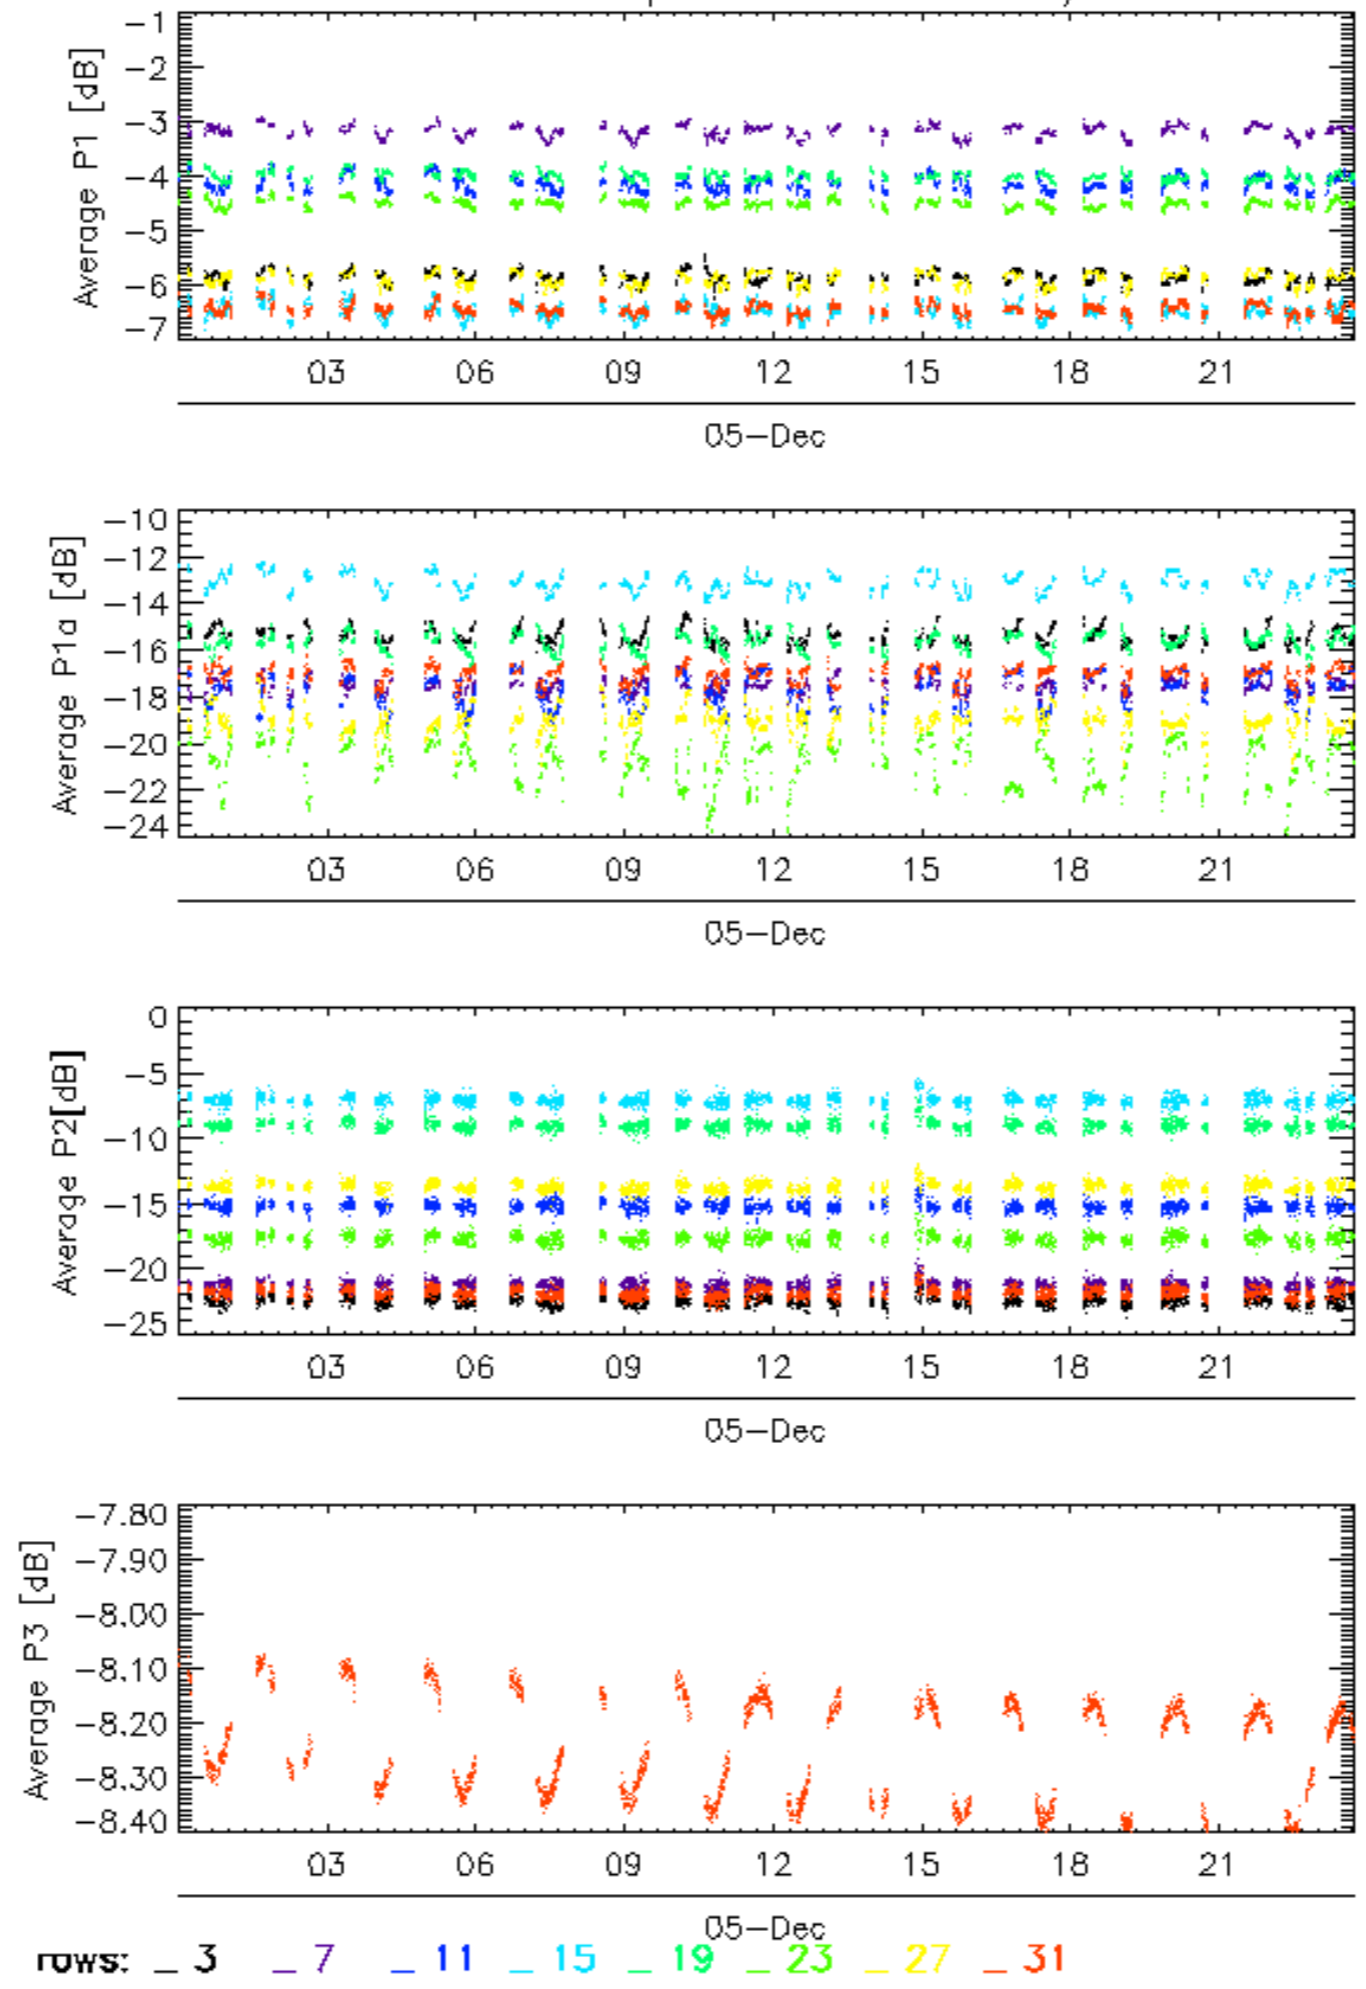 Average P1 [dB]
-1
-2
-3
-4
-5
-6
-7
03 06 09 12 15 18 21
05-Dec
Average P1a [dB]
-10
-12
-14
-16
-18
-20
-22
-24
03 06 09 12 15 18 21
05-Dec
Average P2[dB]
0
-5
-10
-15
-20
-25
03 06 09 12 15 18 21
05-Dec
Average P3 [dB]
-7.80
-7.90
-8.00
-8.10
-8.20
-8.30
-8.40
03 06 09 12 15 18 21
05-Dec
rows: _ 3 _ 7 _ 11 _ 15 _ 19 _ 23 _ 27 _ 31